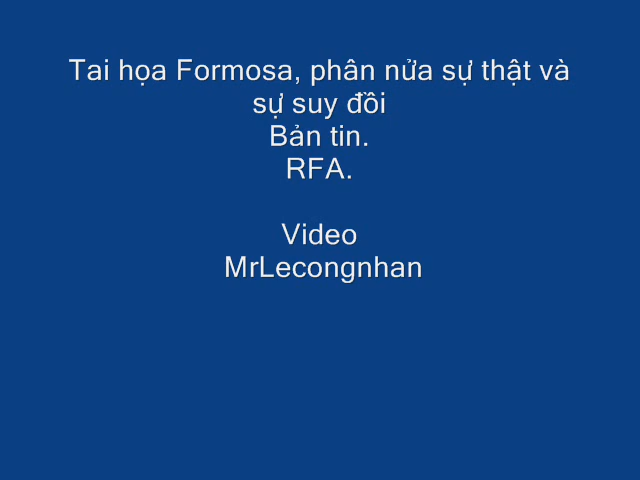 Tai họa Formosa, phân nửa sự thật và
sự suy đồi
Bản tin.
RFA.
Video
MrLecongnhan